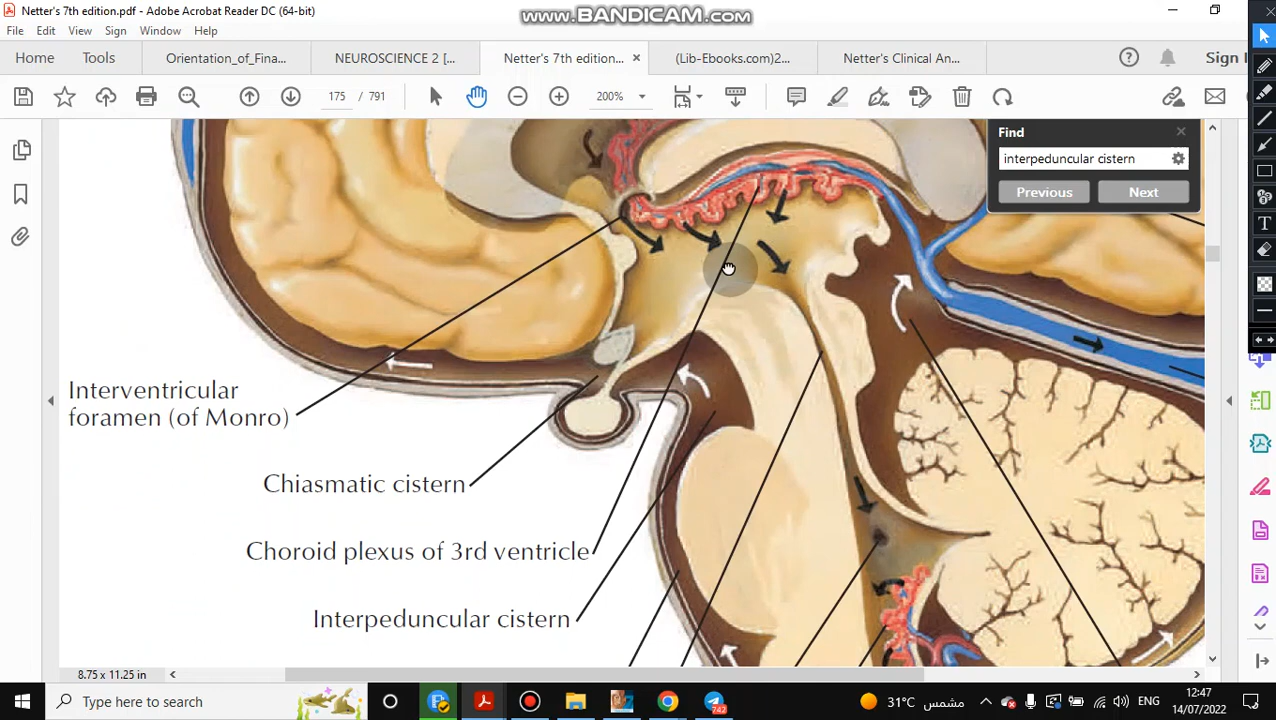 Netter's 7th edition.pdf - Adobe Acrobat Reader DC (64-bit)
www.BANDICAM.com
File Edit View Sign Window Help
Home Tools Orientation_of_Fina... NEUROSCIENCE 2 [... Netter's 7th edition.... × (Lib-Ebooks.com)2... Netter's Clinical An... Sign I
175 / 791 200%
Find
interpeduncular cistern
Previous Next
Interventricular
foramen (of Monro)
Chiasmatic cistern
Choroid plexus of 3rd ventricle
Interpeduncular cistern
8.75 x 11.25 in
Type here to search
742
31°C مشمس
ENG
12:47
14/07/2022